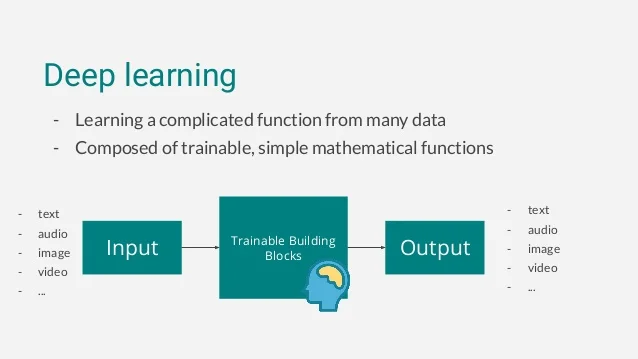 Deep learning
- Learning a complicated function from many data
- Composed of trainable, simple mathematical functions
- text
- audio
- image
- video
- ...
Input
Trainable Building
Blocks
Output
- text
- audio
- image
- video
- ...